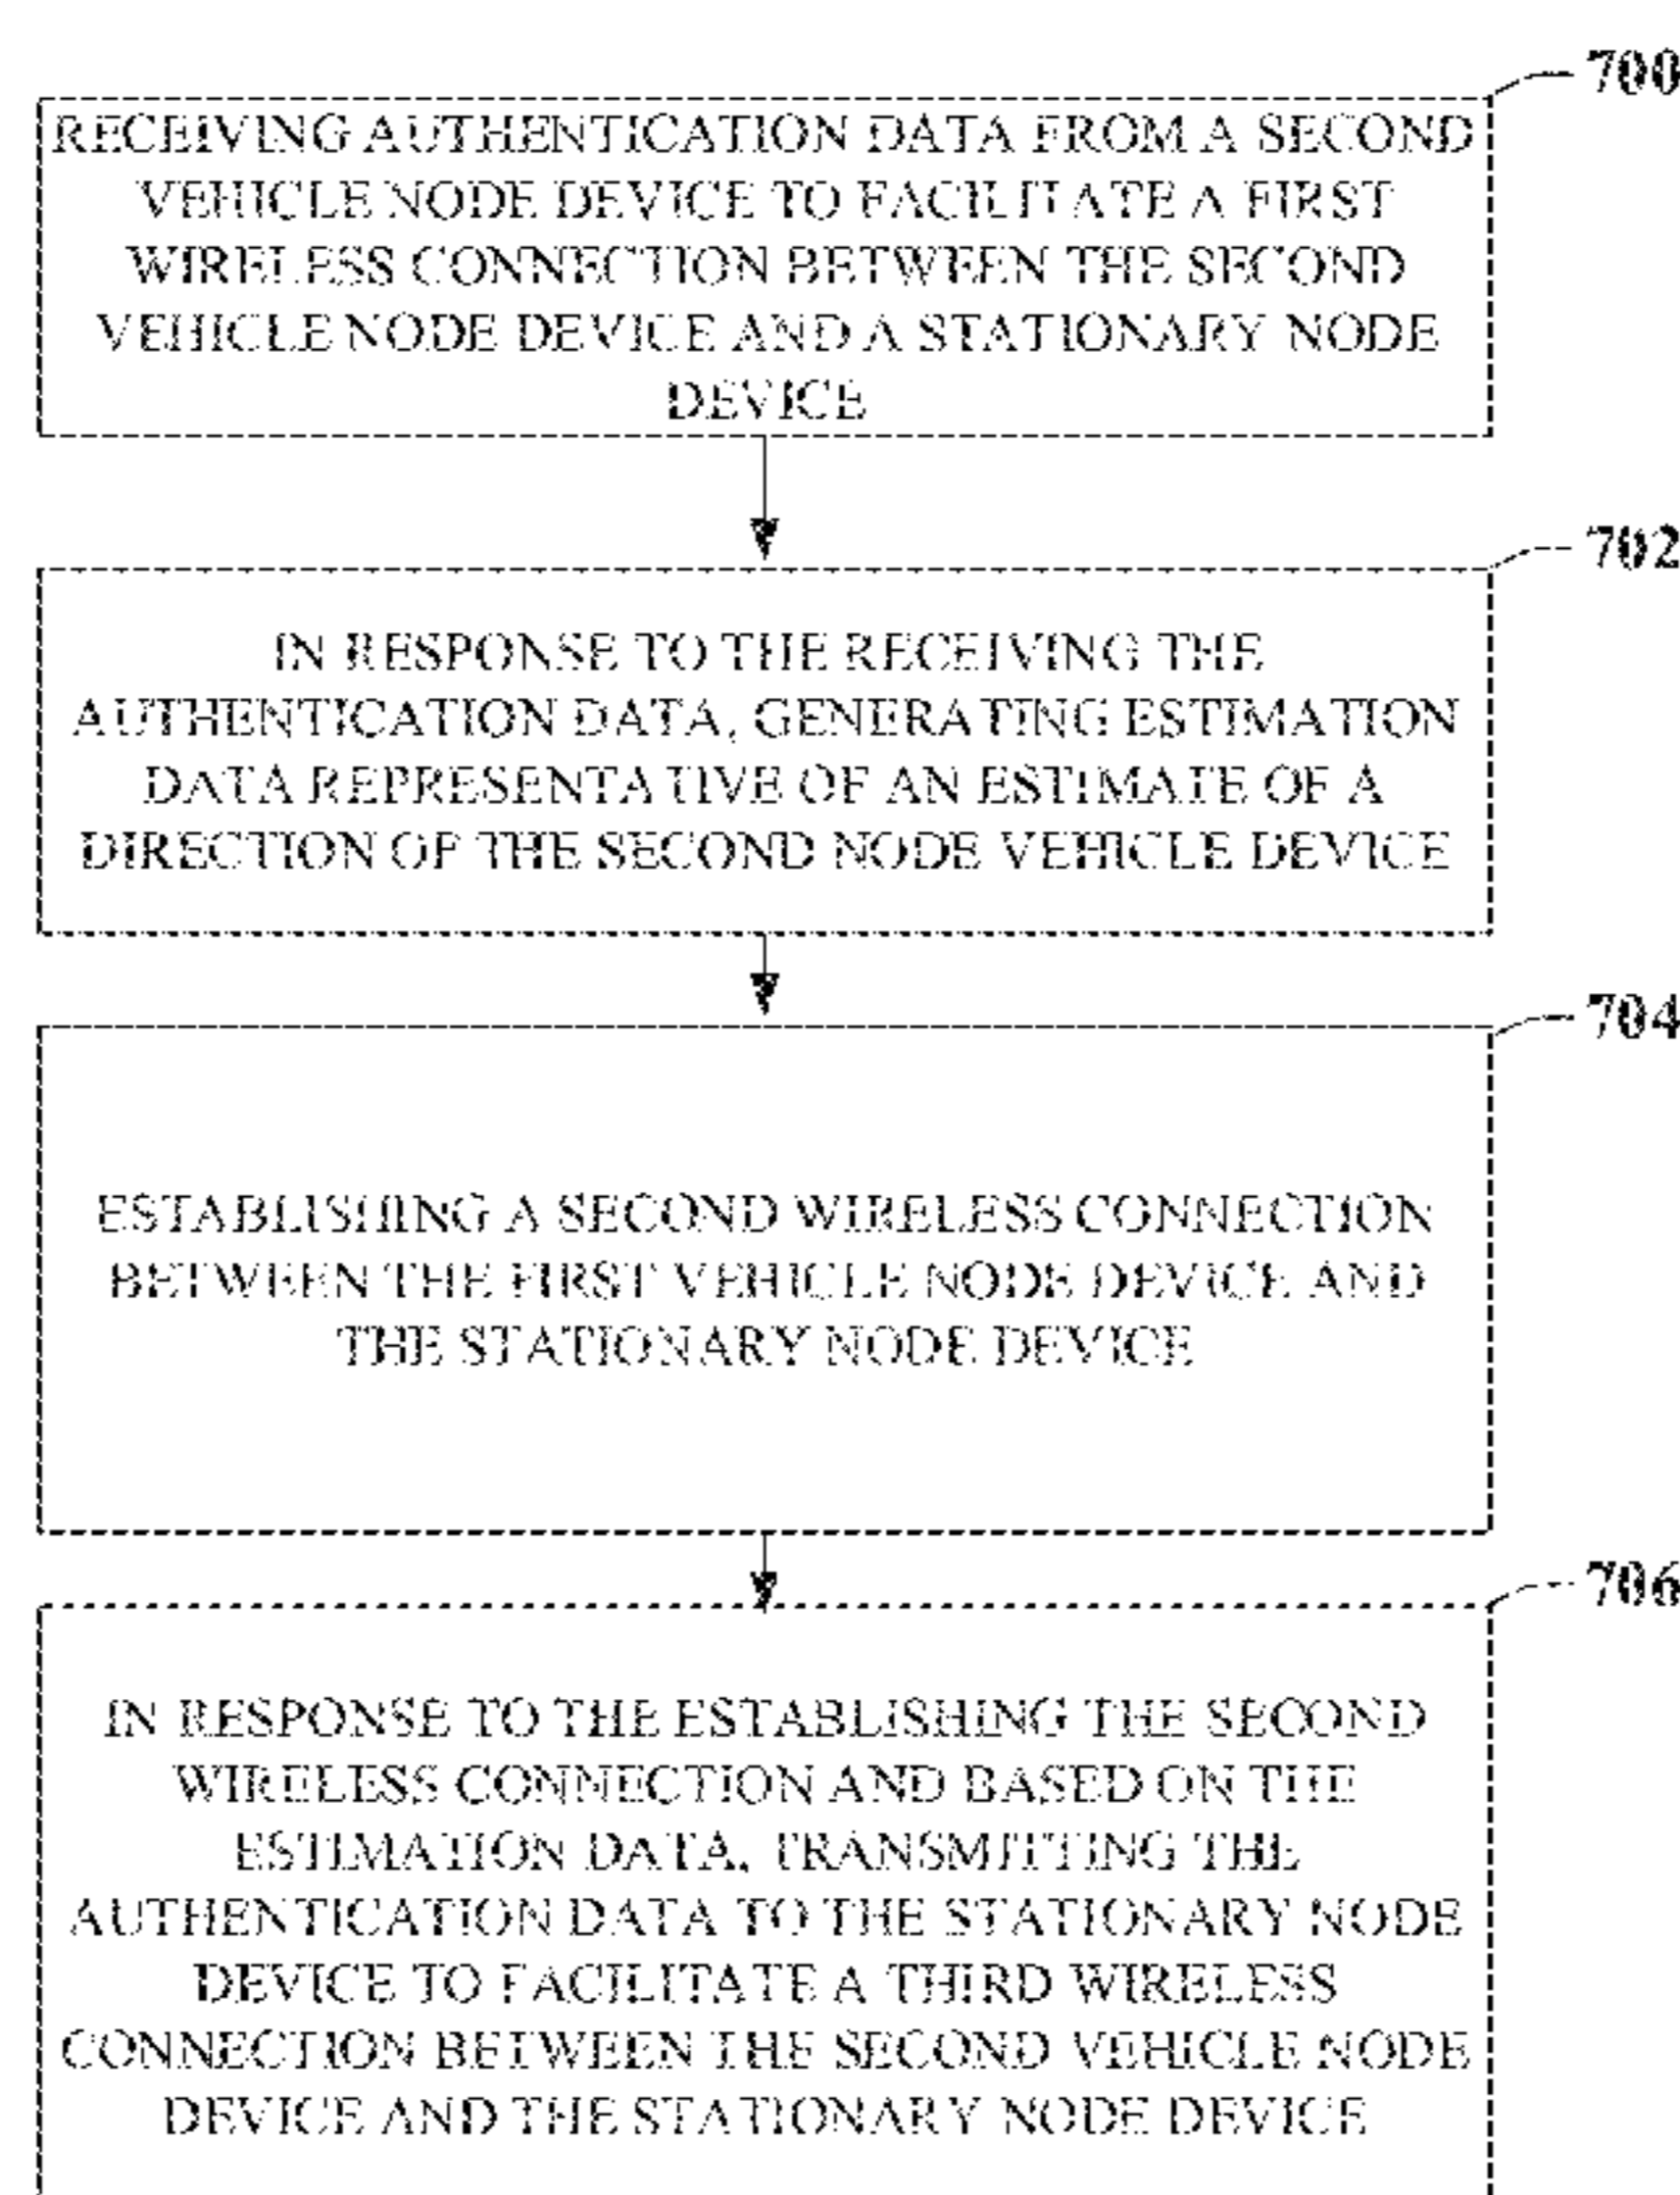 700
RECEIVING AUTHENTICATION DATA FROM A SECOND
VEHICLE NODE DEVICE TO FACILITATE A FIRST
WIRELESS CONNECTION BETWEEN THE SECOND
VEHICLE NODE DEVICE AND A STATIONARY NODE
DEVICE
702
IN RESPONSE TO THE RECEIVING THE
AUTHENTICATION DATA, GENERATING ESTIMATION
DATA REPRESENTATIVE OF AN ESTIMATE OF A
DIRECTION OF THE SECOND NODE VEHICLE DEVICE
704
ESTABLISHING A SECOND WIRELESS CONNECTION
BETWEEN THE FIRST VEHICLE NODE DEVICE AND
THE STATIONARY NODE DEVICE
706
IN RESPONSE TO THE ESTABLISHING THE SECOND
WIRELESS CONNECTION AND BASED ON THE
ESTIMATION DATA, TRANSMITTING THE
AUTHENTICATION DATA TO THE STATIONARY NODE
DEVICE TO FACILITATE A THIRD WIRELESS
CONNECTION BETWEEN THE SECOND VEHICLE NODE
DEVICE AND THE STATIONARY NODE DEVICE